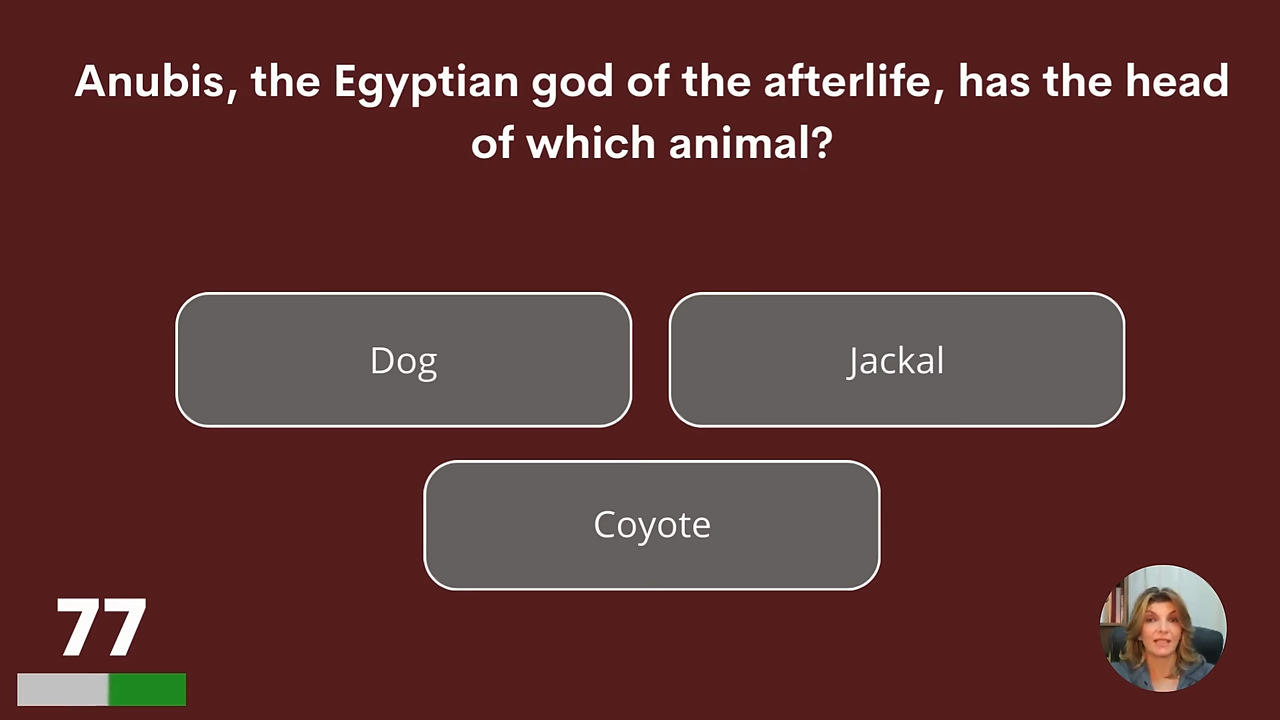 Anubis, the Egyptian god of the afterlife, has the head
of which animal?
Dog
Jackal
Coyote
77